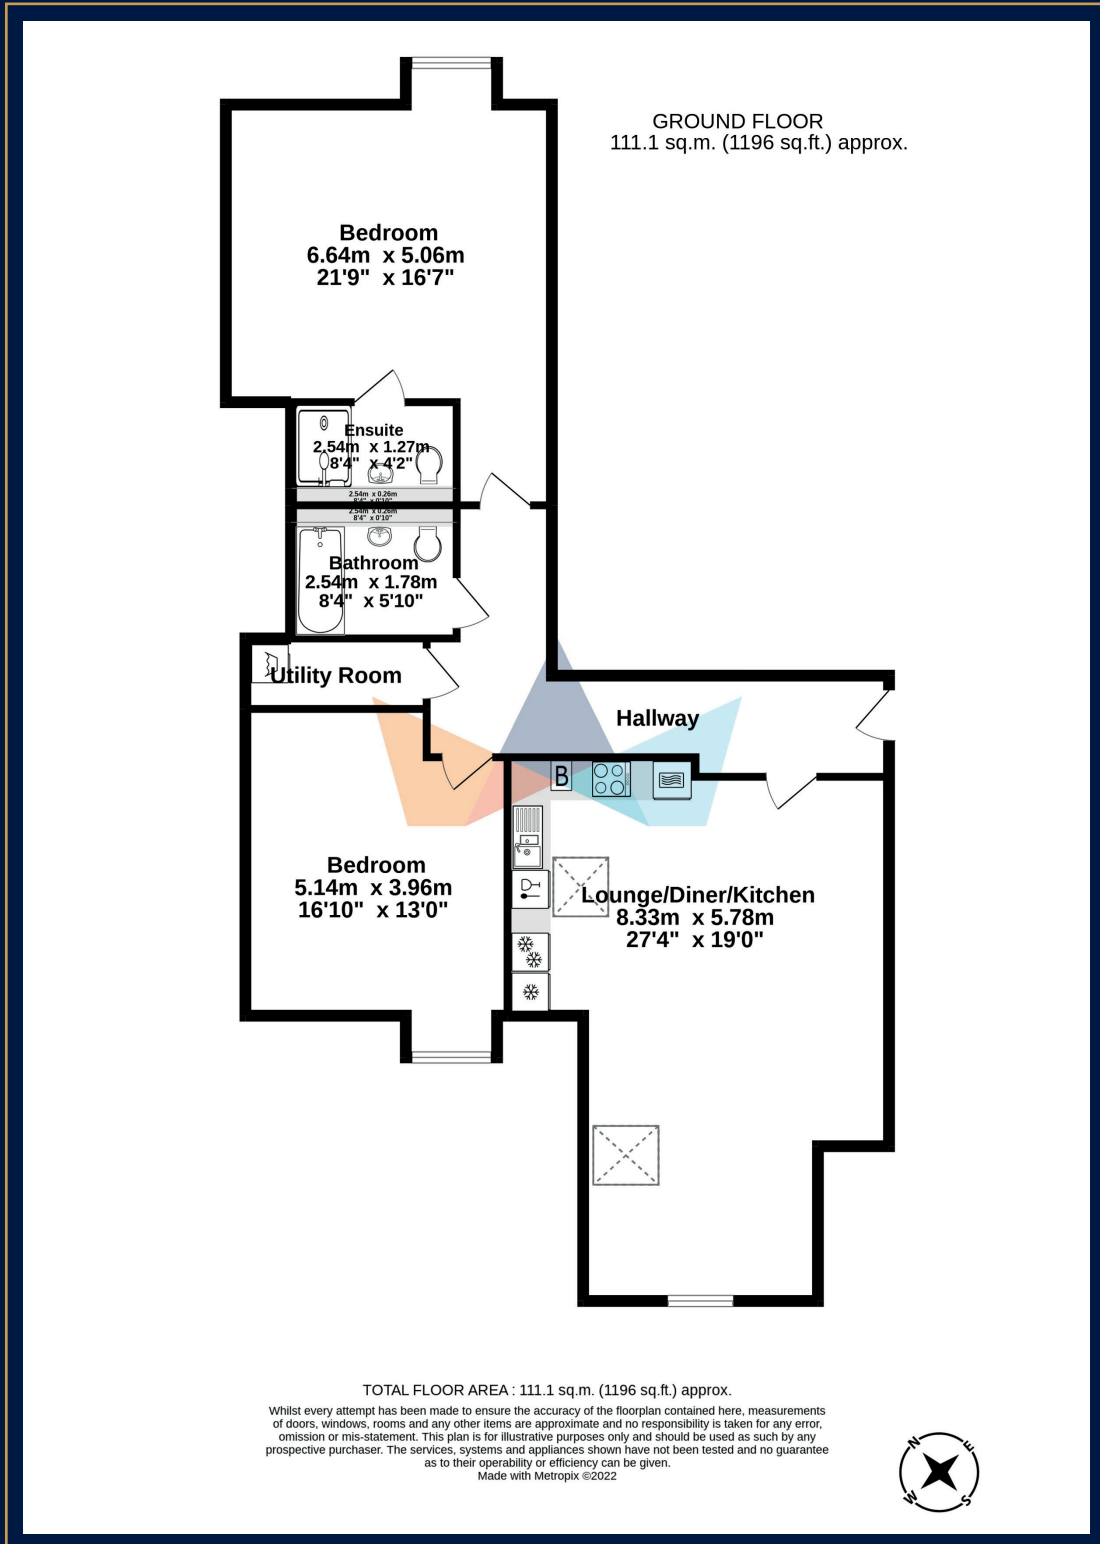 GROUND FLOOR
111.1 sq.m. (1196 sq.ft.) approx.
Bedroom
6.64m x 5.06m
21'9" x 16'7"
Ensuite
2.54m x 1.27m
8'4" x 4'2"
2.54m x 0.26m
8'4" x 0'10"
2.54m x 0.26m
8'4" x 0'10"
Bathroom
2.54m x 1.78m
8'4" x 5'10"
Utility Room
Hallway
B
Bedroom
5.14m x 3.96m
16'10" x 13'0"
Lounge/Diner/Kitchen
8.33m x 5.78m
27'4" x 19'0"
TOTAL FLOOR AREA : 111.1 sq.m. (1196 sq.ft.) approx.
Whilst every attempt has been made to ensure the accuracy of the floorplan contained here, measurements
of doors, windows, rooms and any other items are approximate and no responsibility is taken for any error,
omission or mis-statement. This plan is for illustrative purposes only and should be used as such by any
prospective purchaser. The services, systems and appliances shown have not been tested and no guarantee
as to their operability or efficiency can be given.
Made with Metropix ©2022
N
E
W
S